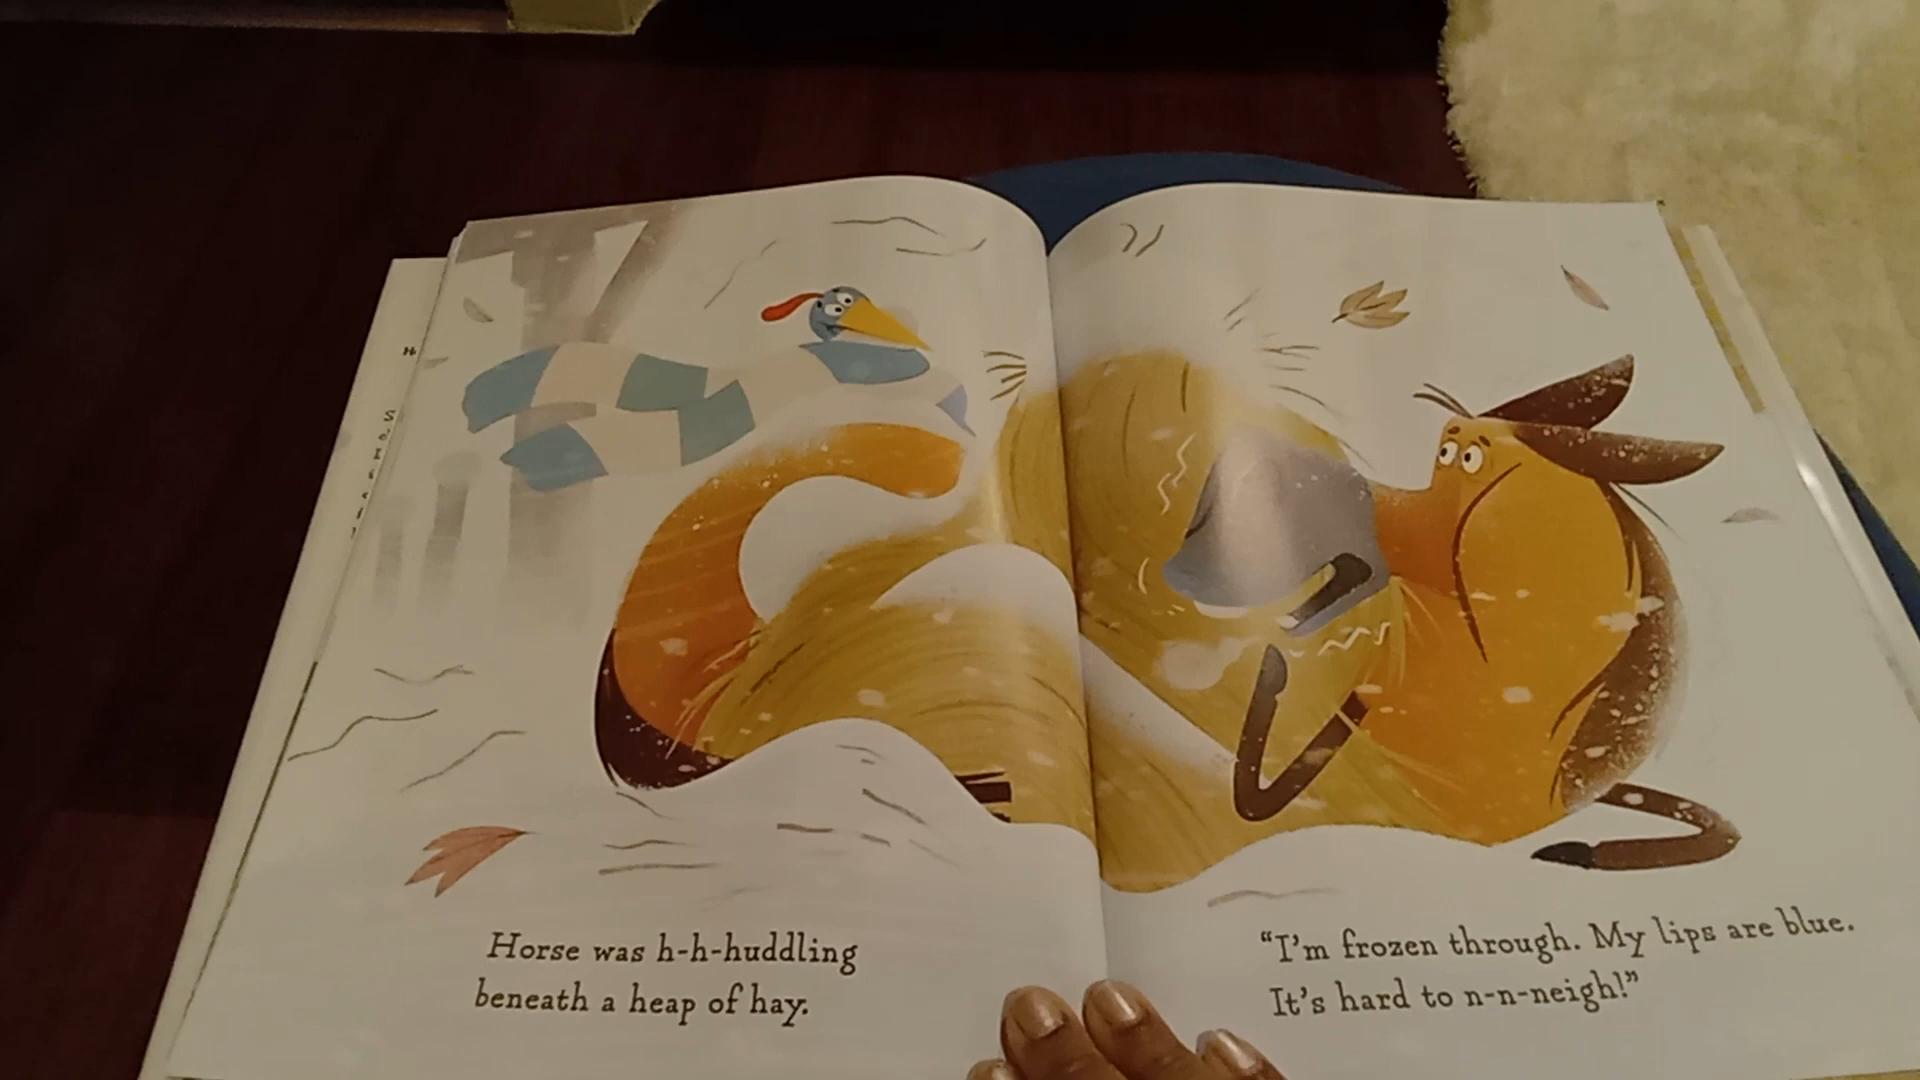 Horse was h-h-huddling
beneath a heap of hay.
“I’m frozen through. My lips are blue.
It’s hard to n-n-neigh!”